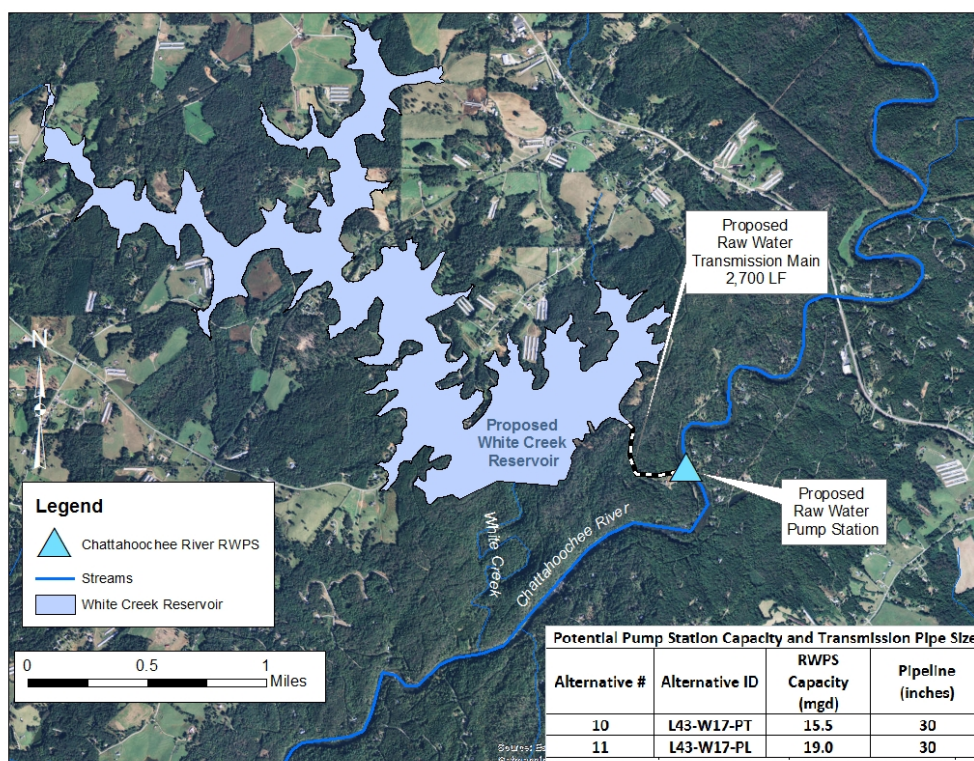 Proposed
Raw Water
Transmission Main
2,700 LF
N
Proposed
White Creek
Reservoir
Proposed
Raw Water
Pump Station
Legend
Chattahoochee River RWPS
Streams
White Creek Reservoir
White Creek
Chattahoochee River
0 0.5 1
Miles
Potential Pump Station Capacity and Transmission Pipe Size
Alternative # Alternative ID RWPS Capacity (mgd) Pipeline (inches)
10 L43-W17-PT 15.5 30
11 L43-W17-PL 19.0 30